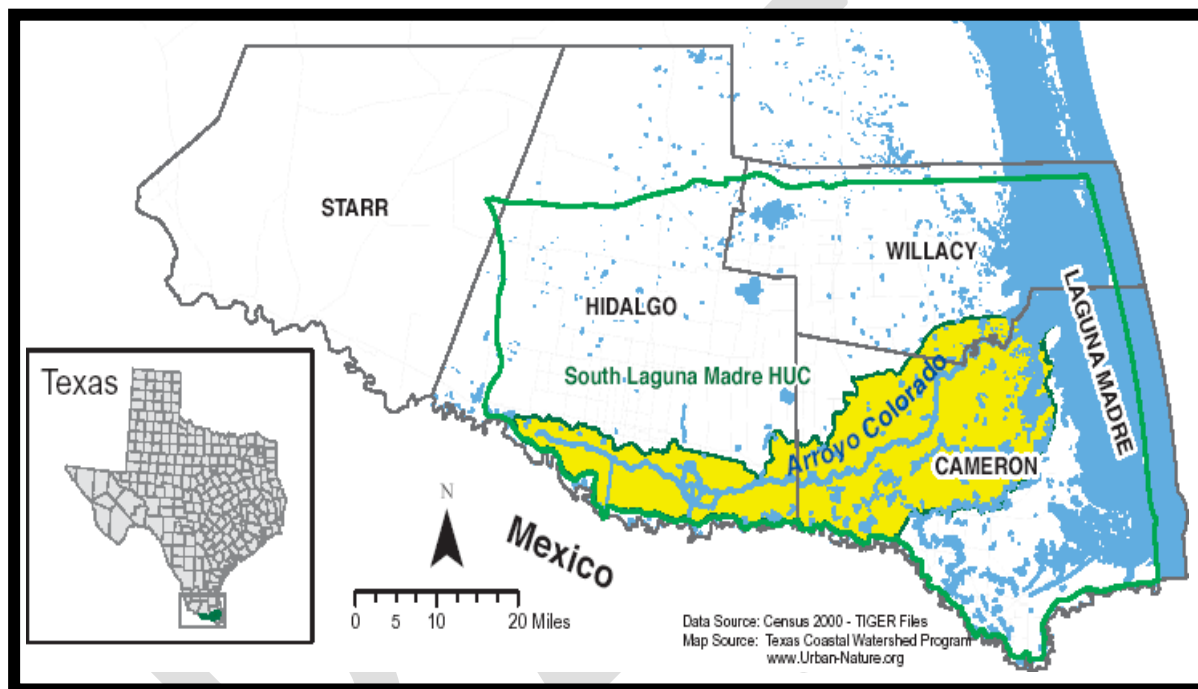 STARR
HIDALGO
WILLACY
LAGUNA MADRE
South Laguna Madre HUC
Arroyo Colorado
CAMERON
Texas
N
Mexico
0 5 10 20 Miles
Data Source: Census 2000 - TIGER Files
Map Source: Texas Coastal Watershed Program
www.Urban-Nature.org